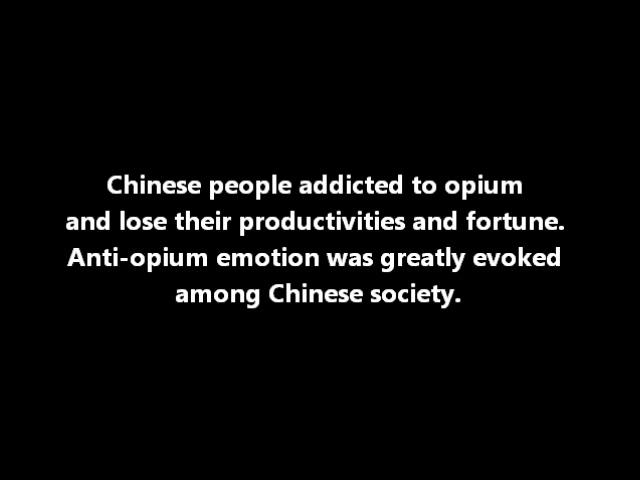 Chinese people addicted to opium
and lose their productivities and fortune.
Anti-opium emotion was greatly evoked
among Chinese society.